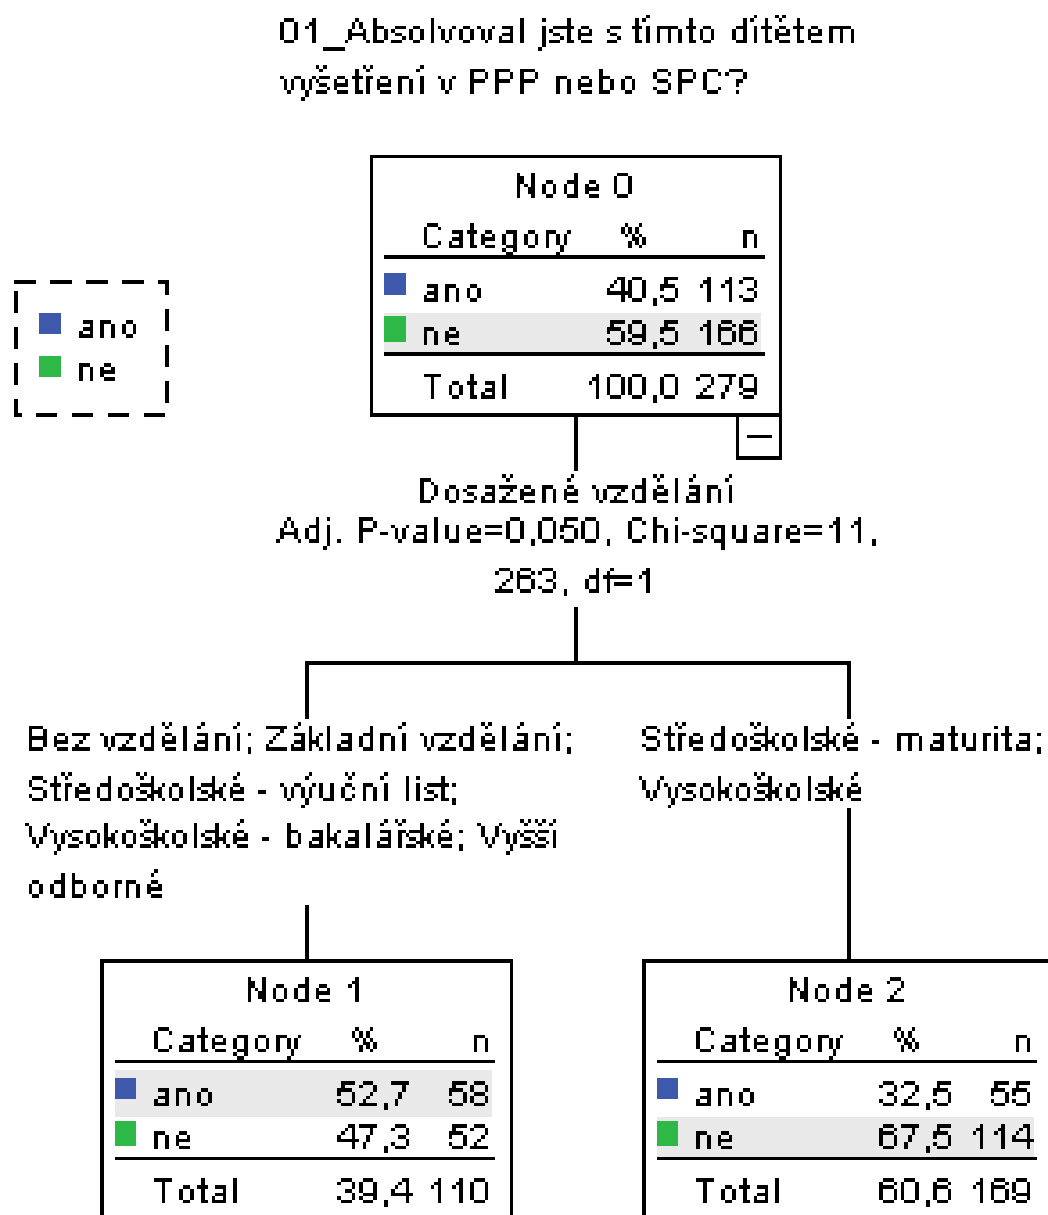 01_Absolvoval jste s tímto dítětem
vyšetření v PPP nebo SPC?
Node 0
Category % n
ano 40,5 113
ne 59,5 166
Total 100,0 279
ano
ne
Dosažené vzdělání
Adj. P-value=0,050, Chi-square=11,
263, df=1
Bez vzdělání; Základní vzdělání;
Středoškolské - výuční list;
Vysokoškolské - bakalářské; Vyšší
odborné
Středoškolské - maturita;
Vysokoškolské
Node 1
Category % n
ano 52,7 58
ne 47,3 52
Total 39,4 110
Node 2
Category % n
ano 32,5 55
ne 67,5 114
Total 60,6 169